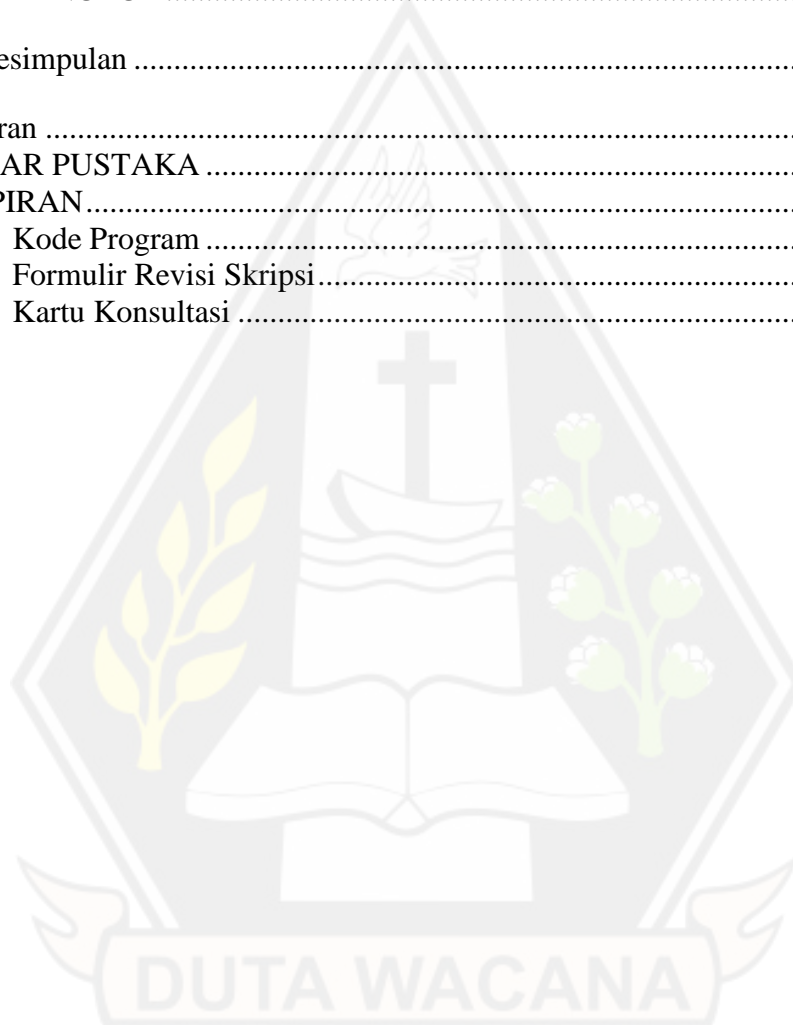 esimpulan ........................................................................................
ran ........................................................................................
AR PUSTAKA ........................................................................................
PIRAN........................................................................................
Kode Program ........................................................................................
Formulir Revisi Skripsi........................................................................................
Kartu Konsultasi ........................................................................................
DUTA WACANA